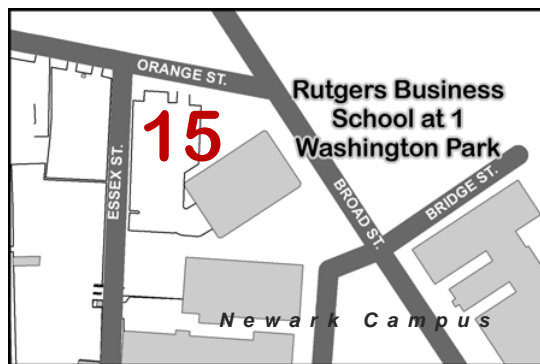 ORANGE ST.
Rutgers Business
School at 1
Washington Park
15
ESSEX ST.
BROAD ST.
BRIDGE ST.
Newark Campus